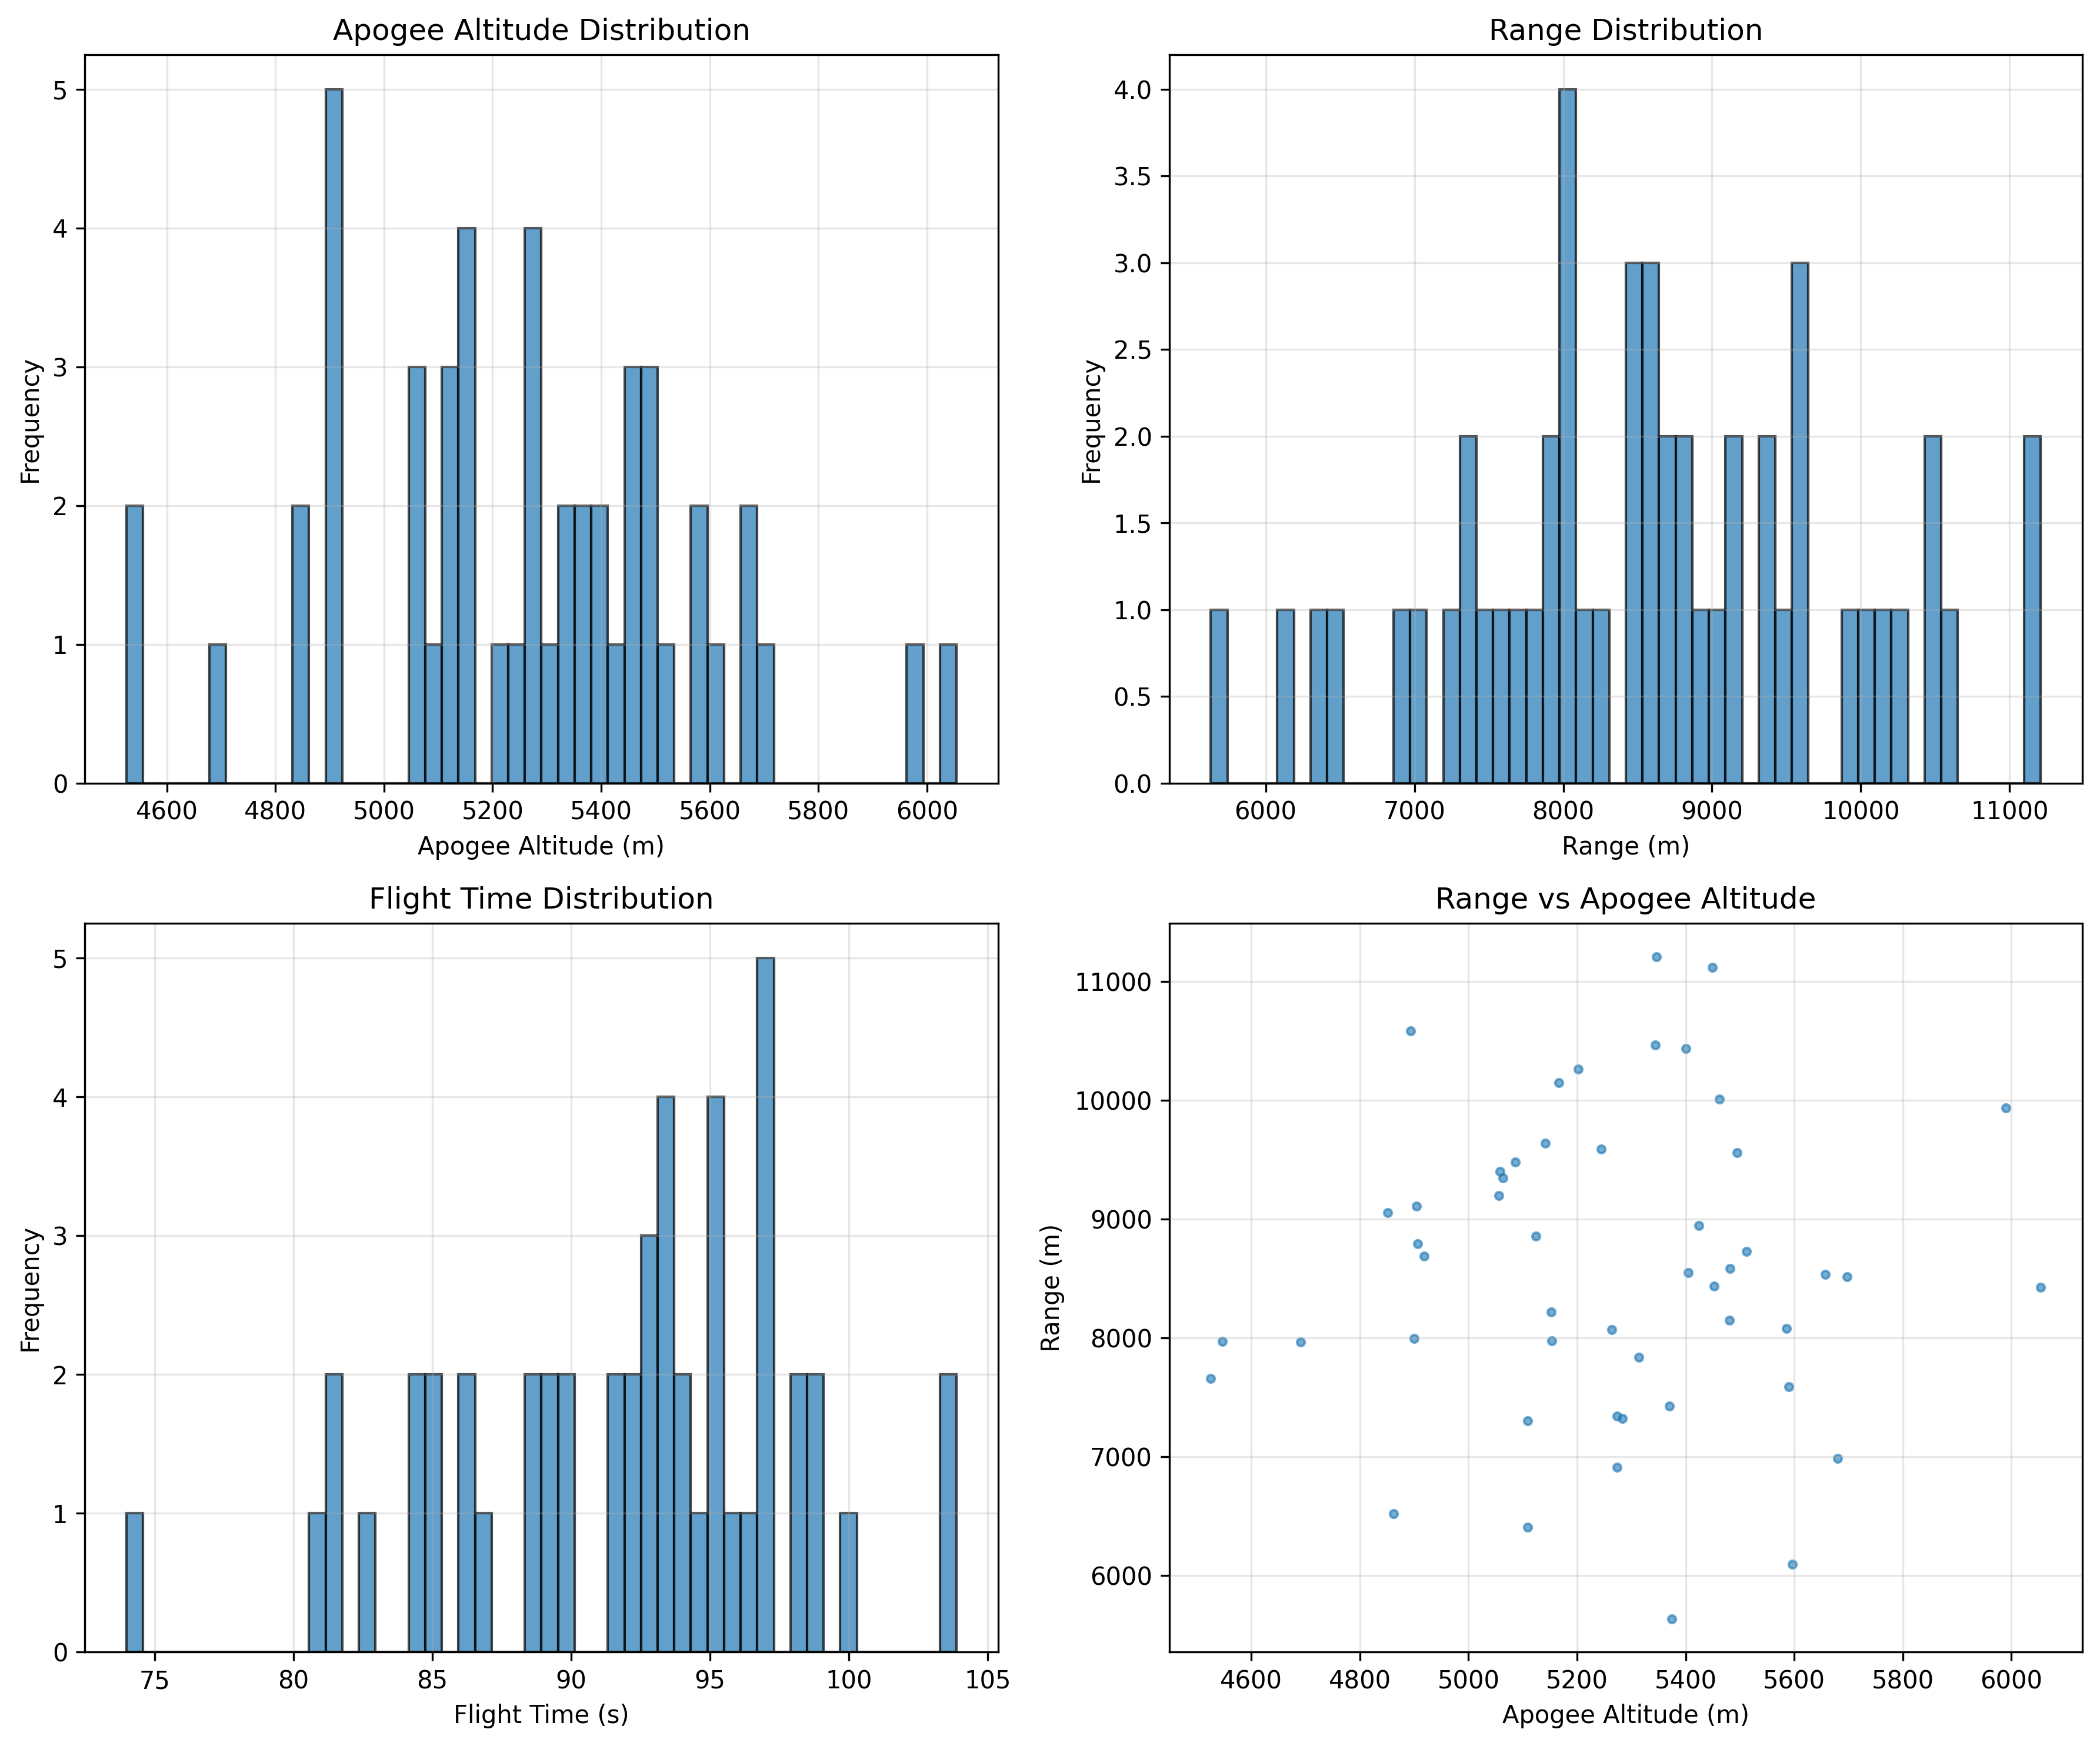 Apogee Altitude Distribution
5
4
3
2
1
0
Frequency
4600 4800 5000 5200 5400 5600 5800 6000
Apogee Altitude (m)
Range Distribution
4.0
3.5
3.0
2.5
2.0
1.5
1.0
0.5
0.0
Frequency
6000 7000 8000 9000 10000 11000
Range (m)
Flight Time Distribution
5
4
3
2
1
0
Frequency
75 80 85 90 95 100 105
Flight Time (s)
Range vs Apogee Altitude
11000
10000
9000
8000
7000
6000
Range (m)
4600 4800 5000 5200 5400 5600 5800 6000
Apogee Altitude (m)